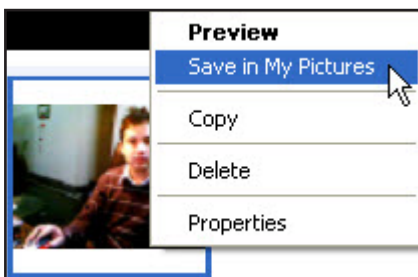 Preview
Save in My Pictures
Copy
Delete
Properties